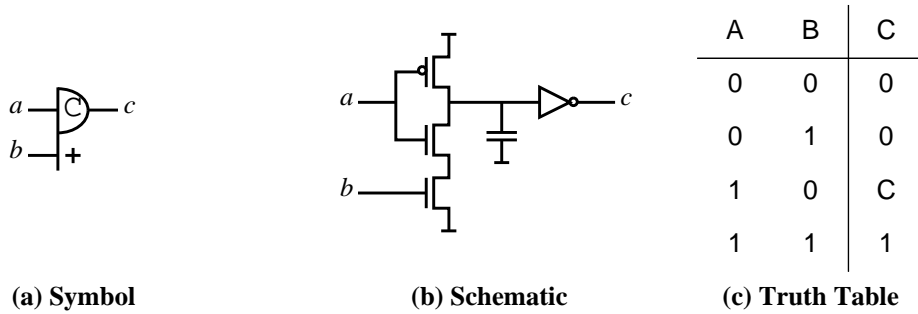 a
C
c
b
+
(a) Symbol
a
b
c
(b) Schematic
A B C
0 0 0
0 1 0
1 0 C
1 1 1
(c) Truth Table